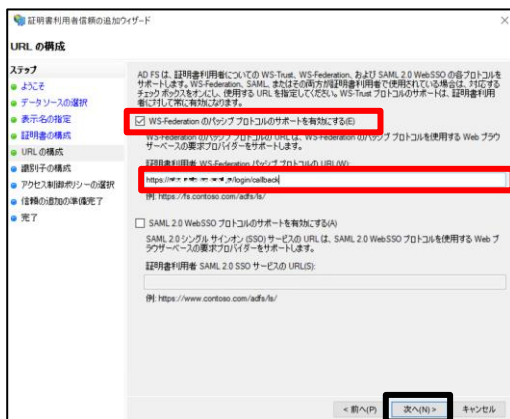 証明書利用者信頼の追加ウィザード
URL の構成
ステップ
ようこそ
データ ソースの選択
表示名の指定
証明書の構成
URL の構成
識別子の構成
アクセス制御ポリシーの選択
信頼の追加の準備完了
完了
AD FS は、証明書利用者についての WS-Trust、WS-Federation、および SAML 2.0 WebSSO の各プロトコルを
サポートします。WS-Federation、SAML、またはその両方が証明書利用者で使用されている場合は、対応する
チェック ボックスをオンにし、使用する URL を指定してください。WS-Trust プロトコルのサポートは、証明書利用
者に対して常に有効になります。
WS-Federation のパッシブ プロトコルのサポートを有効にする(E)
WS-Federation のパッシブ プロトコルの URL は、WS-Federation のパッシブ プロトコルを使用する Web ブラウ
ザーベースの要求プロバイダーをサポートします。
証明書利用者 WS-Federation パッシブ プロトコルの URL(W):
https:// /login/callback
例: https://fs.contoso.com/adfs/ls/
SAML 2.0 WebSSO プロトコルのサポートを有効にする(A)
SAML 2.0 シングル サインオン (SSO) サービスの URL は、SAML 2.0 WebSSO プロトコルを使用する Web ブ
ラウザーベースの要求プロバイダーをサポートします。
証明書利用者 SAML 2.0 SSO サービスの URL(S):
例: https://www.contoso.com/adfs/ls/
< 前へ(P) 次へ(N) > キャンセル